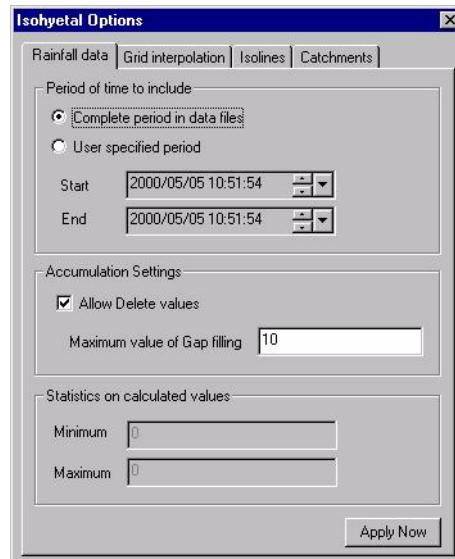 Isohyetal Options
Rainfall data Grid interpolation Isolines Catchments
Period of time to include
Complete period in data files
User specified period
Start 2000/05/05 10:51:54
End 2000/05/05 10:51:54
Accumulation Settings
Allow Delete values
Maximum value of Gap filling 10
Statistics on calculated values
Minimum 0
Maximum 0
Apply Now